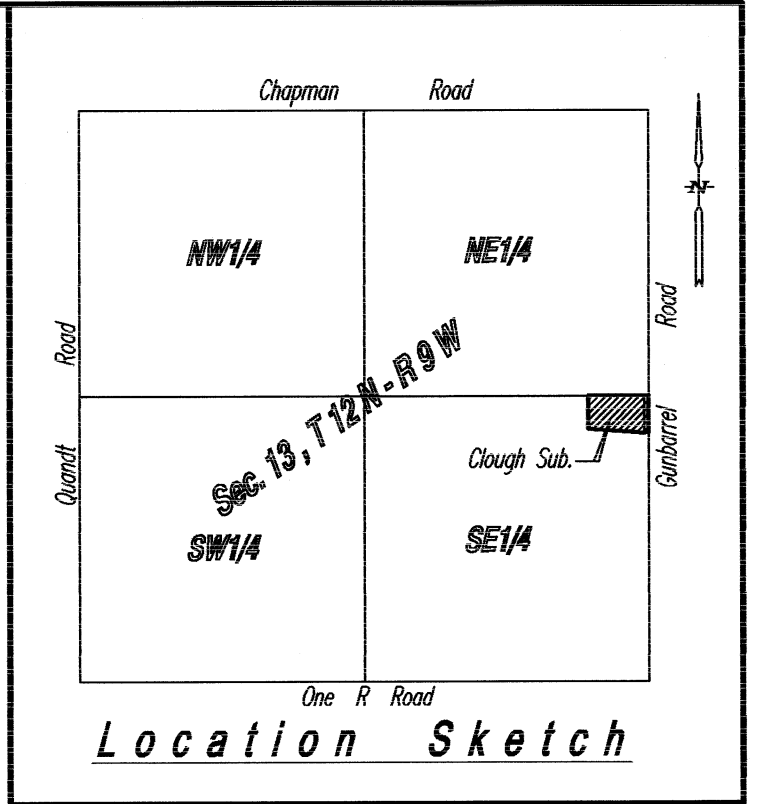 Chapman Road
N
NW1/4 NE1/4
Quandt Road
Gunbarrel Road
Sec. 13, T12N-R9W
Clough Sub.
SW1/4 SE1/4
One R Road
Location Sketch